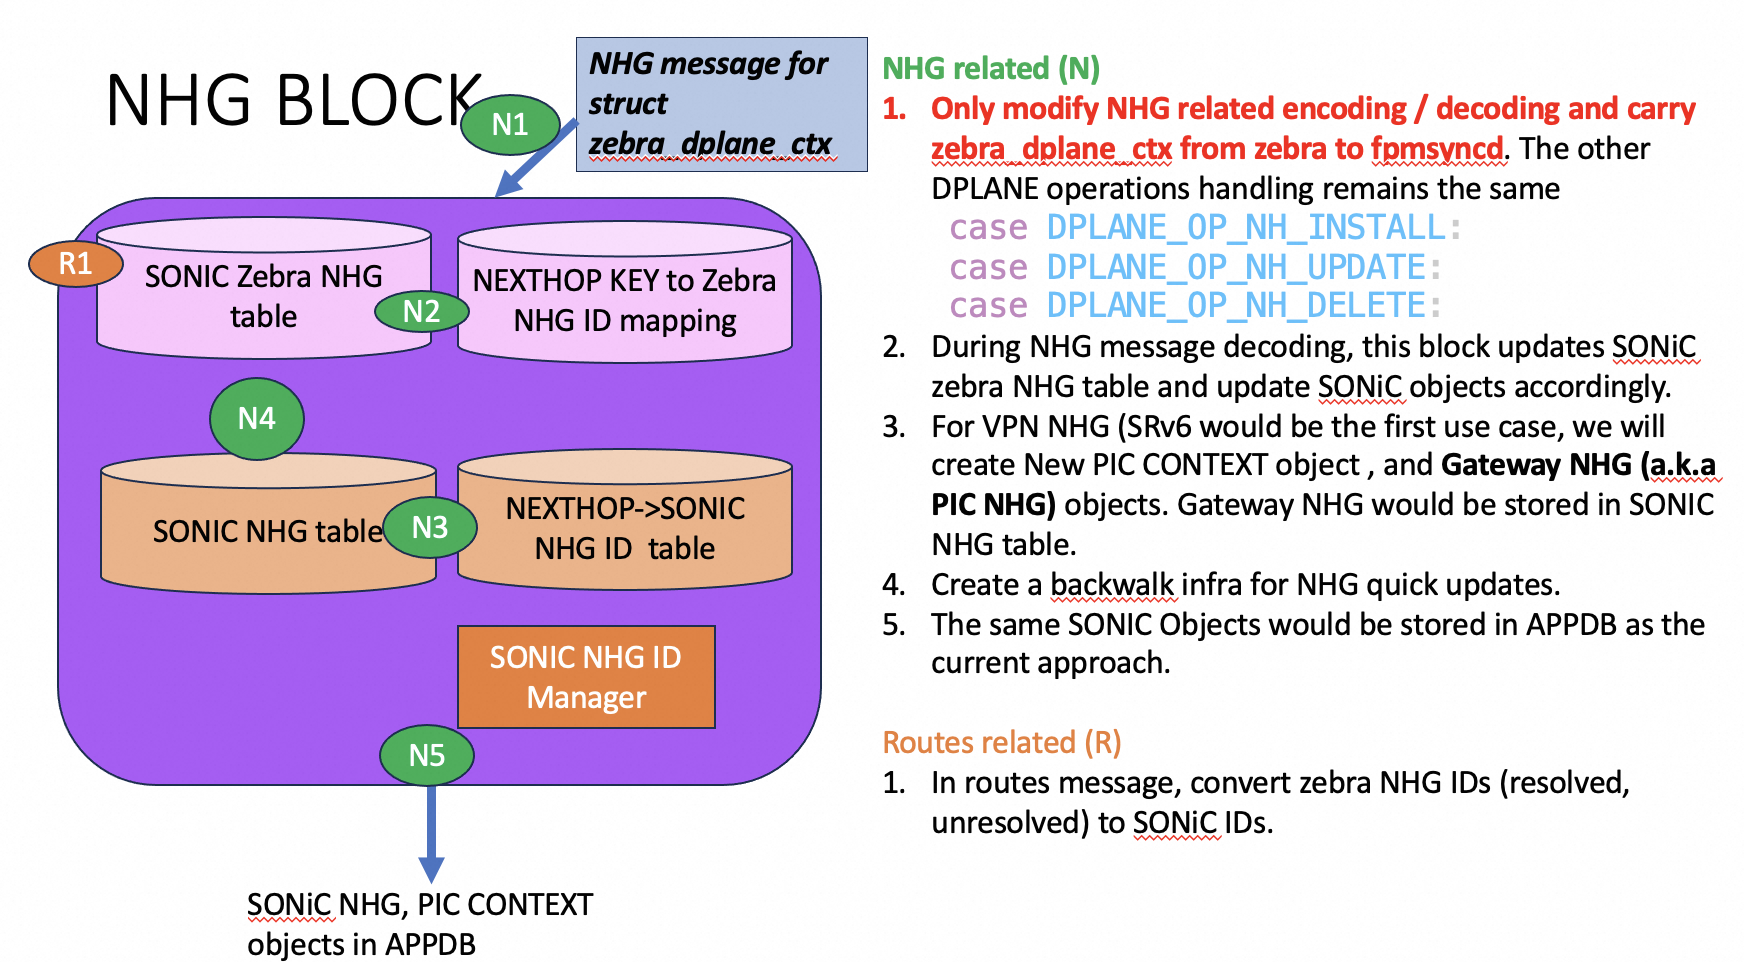 NHG BLOCK
N1
NHG message for
struct
zebra_dplane_ctx
R1
SONIC Zebra NHG
table
N2
NEXTHOP KEY to Zebra
NHG ID mapping
N4
SONIC NHG table
N3
NEXTHOP->SONIC
NHG ID table
SONIC NHG ID
Manager
N5
SONiC NHG, PIC CONTEXT
objects in APPDB
NHG related (N)
1. Only modify NHG related encoding / decoding and carry
zebra_dplane_ctx from zebra to fpmsyncd. The other
DPLANE operations handling remains the same
case DPLANE_OP_NH_INSTALL:
case DPLANE_OP_NH_UPDATE:
case DPLANE_OP_NH_DELETE:
2. During NHG message decoding, this block updates SONiC
zebra NHG table and update SONiC objects accordingly.
3. For VPN NHG (SRv6 would be the first use case, we will
create New PIC CONTEXT object , and Gateway NHG (a.k.a
PIC NHG) objects. Gateway NHG would be stored in SONIC
NHG table.
4. Create a backwalk infra for NHG quick updates.
5. The same SONIC Objects would be stored in APPDB as the
current approach.
Routes related (R)
1. In routes message, convert zebra NHG IDs (resolved,
unresolved) to SONiC IDs.